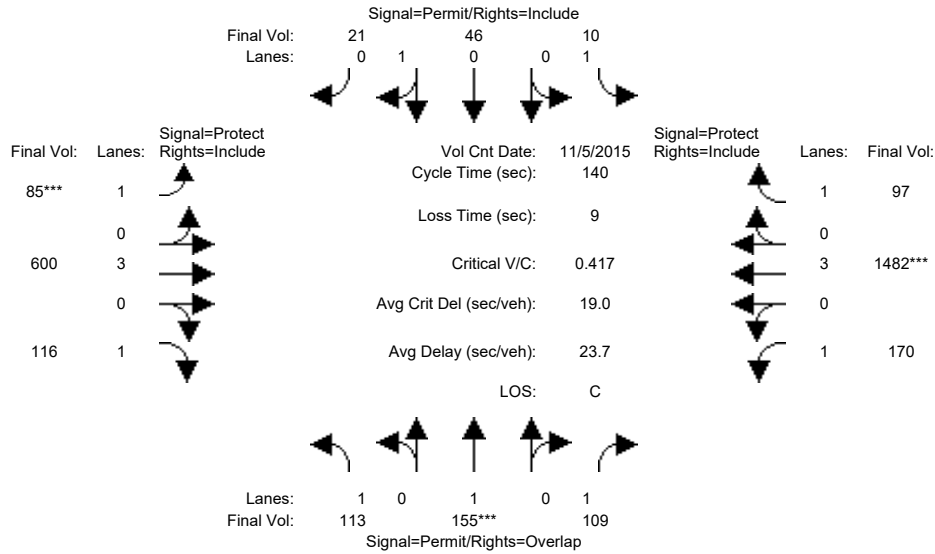 Signal=Permit/Rights=Include
Final Vol: 21 46 10
Lanes: 0 1 0 0 1
Signal=Protect Signal=Protect
Final Vol: Lanes: Rights=Include Vol Cnt Date: 11/5/2015 Rights=Include Lanes: Final Vol:
Cycle Time (sec): 140
85*** 1 1 97
Loss Time (sec): 9
0 0
600 3 Critical V/C: 0.417 3 1482***
0 Avg Crit Del (sec/veh): 19.0 0
116 1 Avg Delay (sec/veh): 23.7 1 170
LOS: C
Lanes: 1 0 1 0 1
Final Vol: 113 155*** 109
Signal=Permit/Rights=Overlap